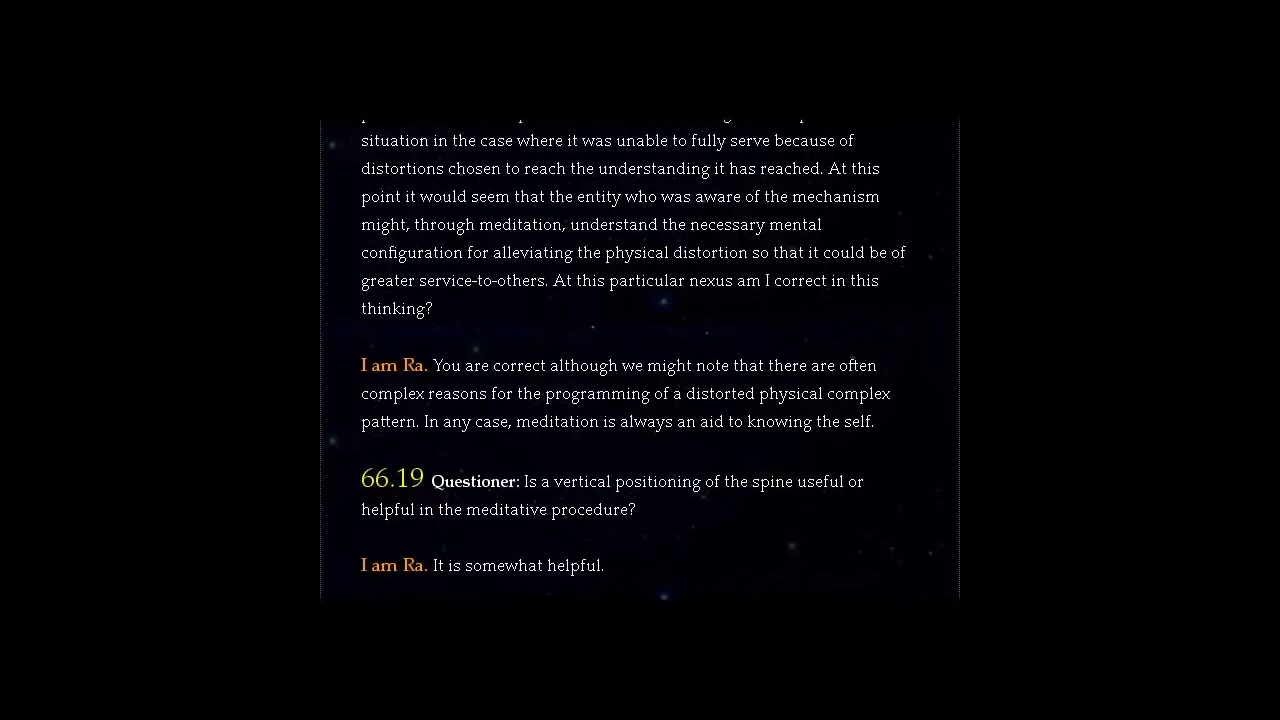 situation in the case where it was unable to fully serve because of
distortions chosen to reach the understanding it has reached. At this
point it would seem that the entity who was aware of the mechanism
might, through meditation, understand the necessary mental
configuration for alleviating the physical distortion so that it could be of
greater service-to-others. At this particular nexus am I correct in this
thinking?
I am Ra. You are correct although we might note that there are often
complex reasons for the programming of a distorted physical complex
pattern. In any case, meditation is always an aid to knowing the self.
66.19 Questioner: Is a vertical positioning of the spine useful or
helpful in the meditative procedure?
I am Ra. It is somewhat helpful.